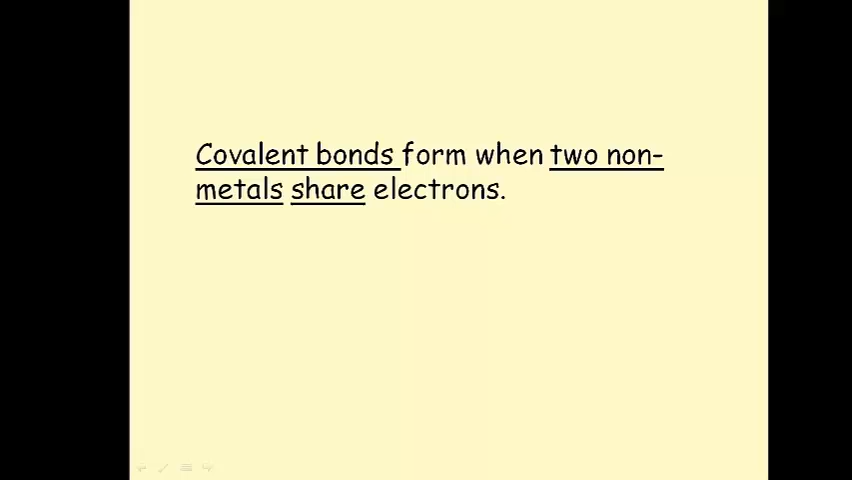 Covalent bonds form when two non-
metals share electrons.